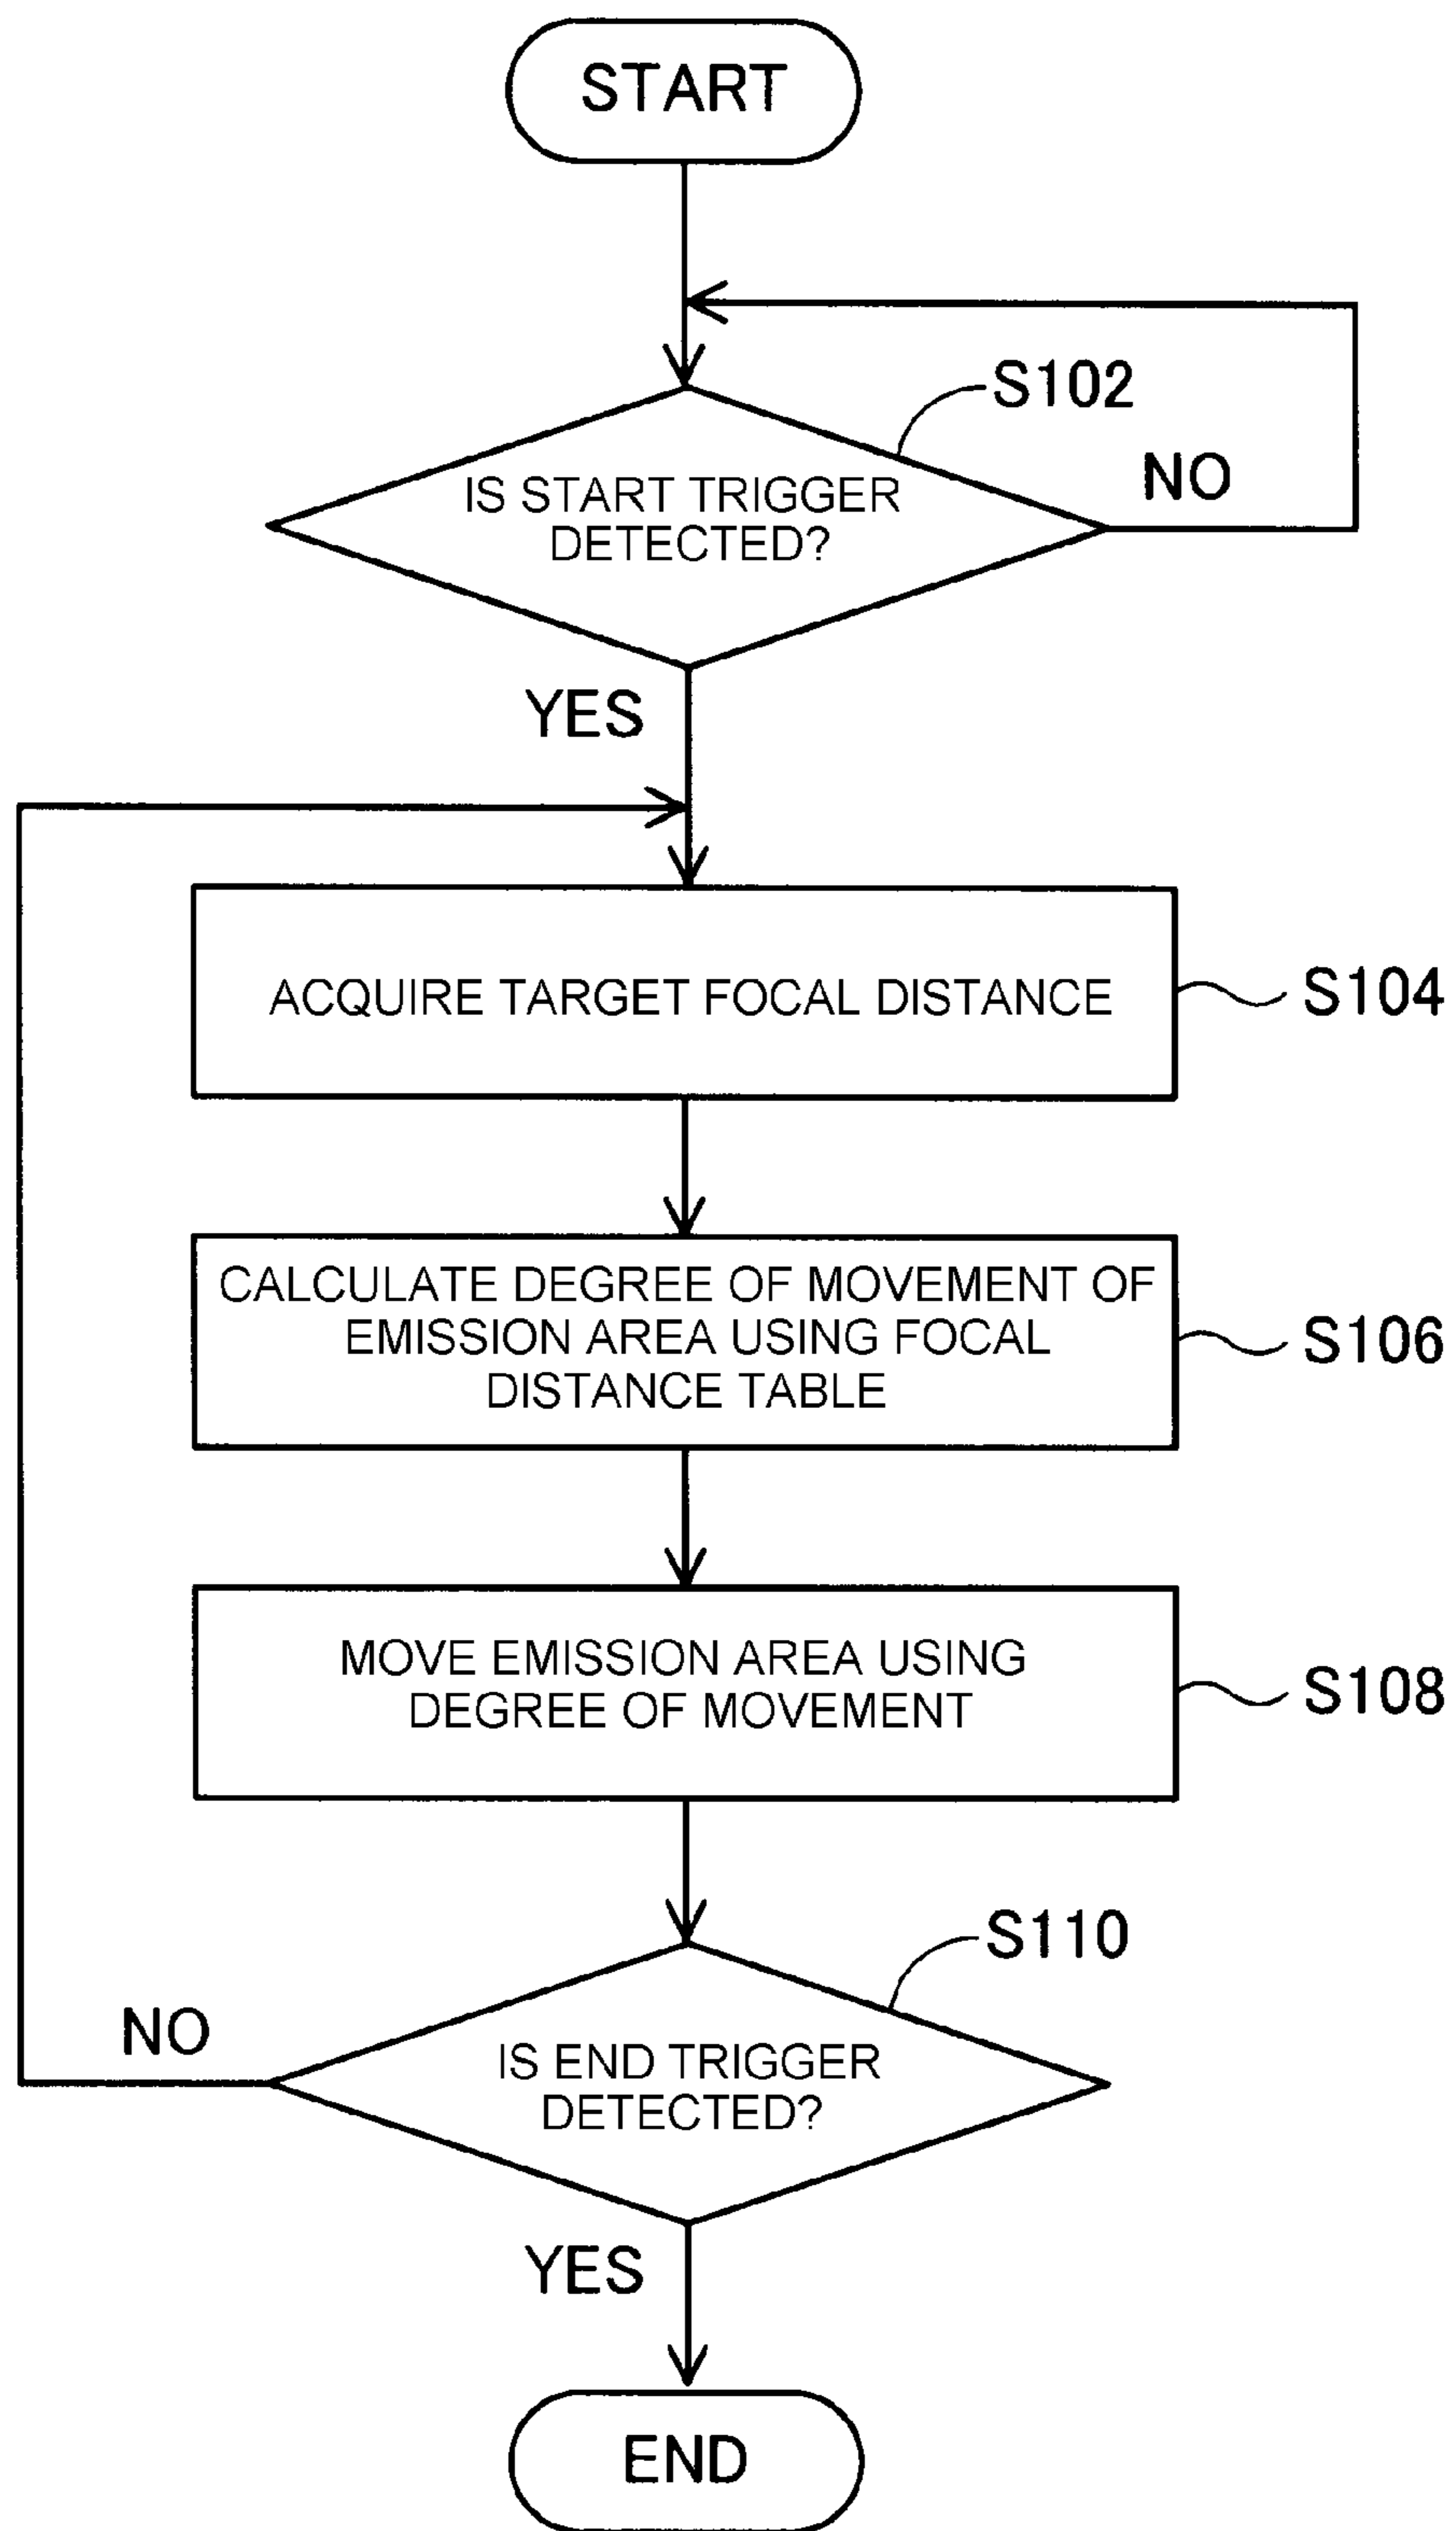 START
S102
IS START TRIGGER
DETECTED?
NO
YES
ACQUIRE TARGET FOCAL DISTANCE
S104
CALCULATE DEGREE OF MOVEMENT OF
EMISSION AREA USING FOCAL
DISTANCE TABLE
S106
MOVE EMISSION AREA USING
DEGREE OF MOVEMENT
S108
S110
NO
IS END TRIGGER
DETECTED?
YES
END